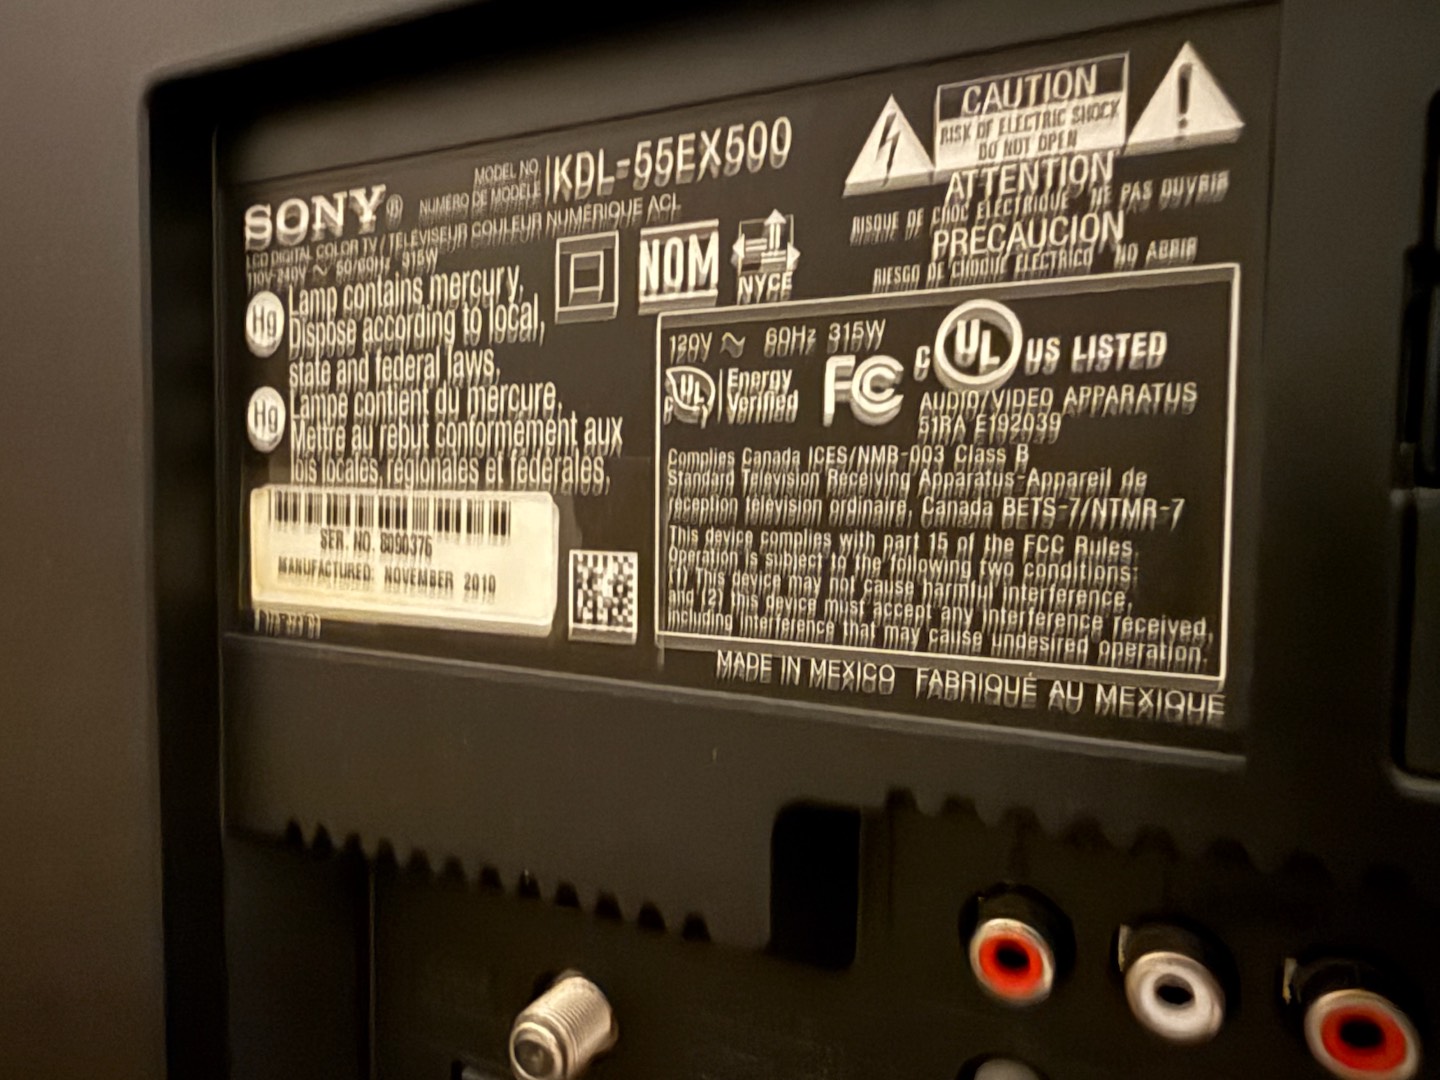 SONY®
MODEL NO.
NUMÉRO DE MODÈLE
KDL-55EX500
LCD DIGITAL COLOR TV / TÉLÉVISEUR COULEUR NUMÉRIQUE ACL
110V-240V ~ 50/60Hz 315W
Hg Lamp contains mercury,
Dispose according to local,
state and federal laws.
Hg Lampe contient du mercure,
Mettre au rebut conformément aux
lois locales, régionales et fédérales.
SER. NO. 8090376
MANUFACTURED: NOVEMBER 2010
NOM
NYCE
CAUTION
RISK OF ELECTRIC SHOCK
DO NOT OPEN
ATTENTION
RISQUE DE CHOC ÉLECTRIQUE NE PAS OUVRIR
PRECAUCIÓN
RIESGO DE CHOQUE ELÉCTRICO NO ABRIR
120V ~ 60Hz 315W
UL Energy
Verified
FC
c UL US LISTED
AUDIO/VIDEO APPARATUS
51RA E192039
Complies Canada ICES/NMB-003 Class B
Standard Television Receiving Apparatus-Appareil de
réception télévision ordinaire, Canada BETS-7/NTMR-7
This device complies with part 15 of the FCC Rules.
Operation is subject to the following two conditions:
(1) This device may not cause harmful interference,
and (2) this device must accept any interference received,
including interference that may cause undesired operation.
MADE IN MEXICO FABRIQUÉ AU MEXIQUE